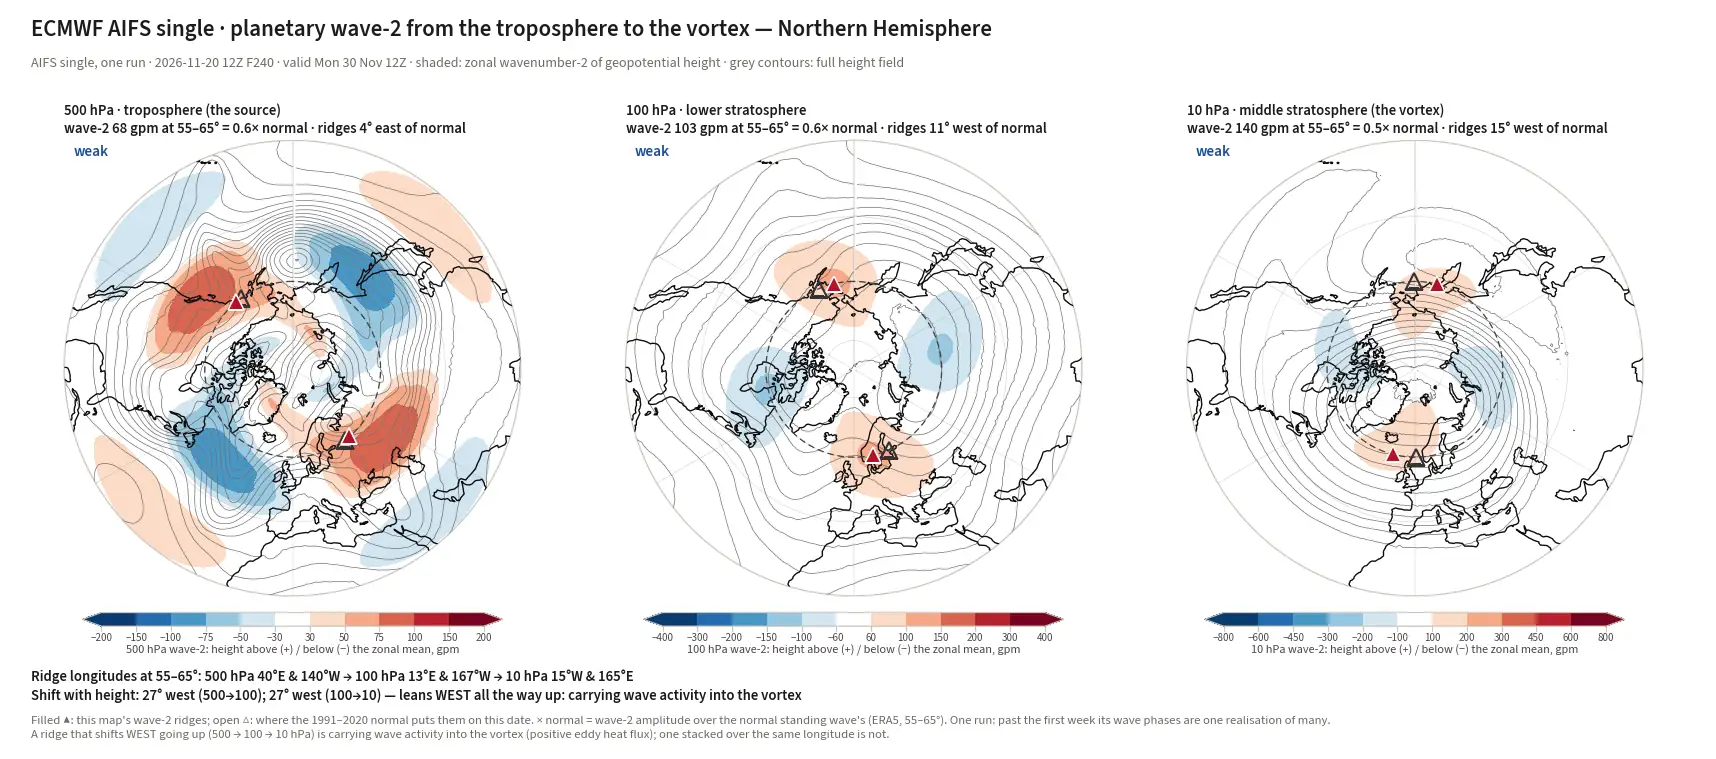 ECMWF AIFS single · planetary wave-2 from the troposphere to the vortex — Northern Hemisphere
AIFS single, one run · 2026-11-20 12Z F240 · valid Mon 30 Nov 12Z · shaded: zonal wavenumber-2 of geopotential height · grey contours: full height field
500 hPa · troposphere (the source)
wave-2 68 gpm at 55–65° = 0.6× normal · ridges 4° east of normal
weak
100 hPa · lower stratosphere
wave-2 103 gpm at 55–65° = 0.6× normal · ridges 11° west of normal
weak
10 hPa · middle stratosphere (the vortex)
wave-2 140 gpm at 55–65° = 0.5× normal · ridges 15° west of normal
weak
−200 −150 −100 −75 −50 −30 30 50 75 100 150 200
500 hPa wave-2: height above (+) / below (−) the zonal mean, gpm
−400 −300 −200 −150 −100 −60 60 100 150 200 300 400
100 hPa wave-2: height above (+) / below (−) the zonal mean, gpm
−800 −600 −450 −300 −200 −100 100 200 300 450 600 800
10 hPa wave-2: height above (+) / below (−) the zonal mean, gpm
Ridge longitudes at 55–65°: 500 hPa 40°E & 140°W → 100 hPa 13°E & 167°W → 10 hPa 15°W & 165°E
Shift with height: 27° west (500→100); 27° west (100→10) — leans WEST all the way up: carrying wave activity into the vortex
Filled ▲: this map's wave-2 ridges; open △: where the 1991–2020 normal puts them on this date. × normal = wave-2 amplitude over the normal standing wave's (ERA5, 55–65°). One run: past the first week its wave phases are one realisation of many.
A ridge that shifts WEST going up (500 → 100 → 10 hPa) is carrying wave activity into the vortex (positive eddy heat flux); one stacked over the same longitude is not.